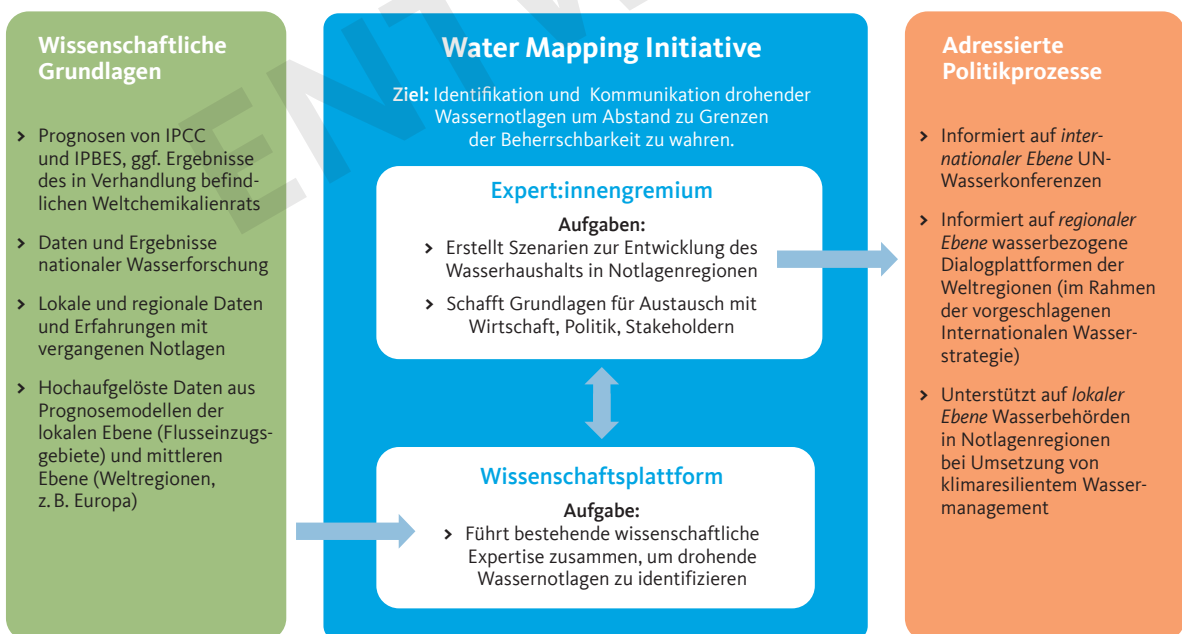 Wissenschaftliche
Grundlagen
> Prognosen von IPCC
und IPBES, ggf. Ergebnisse
des in Verhandlung befind-
lichen Weltchemikalienrats
> Daten und Ergebnisse
nationaler Wasserforschung
> Lokale und regionale Daten
und Erfahrungen mit
vergangenen Notlagen
> Hochaufgelöste Daten aus
Prognosemodellen der
lokalen Ebene (Flusseinzugs-
gebiete) und mittleren
Ebene (Weltregionen,
z. B. Europa)
Water Mapping Initiative
Ziel: Identifikation und Kommunikation drohender
Wassernotlagen um Abstand zu Grenzen
der Beherrschbarkeit zu wahren.
Expert:innengremium
Aufgaben:
> Erstellt Szenarien zur Entwicklung des
Wasserhaushalts in Notlagenregionen
> Schafft Grundlagen für Austausch mit
Wirtschaft, Politik, Stakeholdern
Wissenschaftsplattform
Aufgabe:
> Führt bestehende wissenschaftliche
Expertise zusammen, um drohende
Wassernotlagen zu identifizieren
Adressierte
Politikprozesse
> Informiert auf inter-
nationaler Ebene UN-
Wasserkonferenzen
> Informiert auf regionaler
Ebene wasserbezogene
Dialogplattformen der
Weltregionen (im Rahmen
der vorgeschlagenen
Internationalen Wasser-
strategie)
> Unterstützt auf lokaler
Ebene Wasserbehörden
in Notlagenregionen
bei Umsetzung von
klimaresilientem Wasser-
management